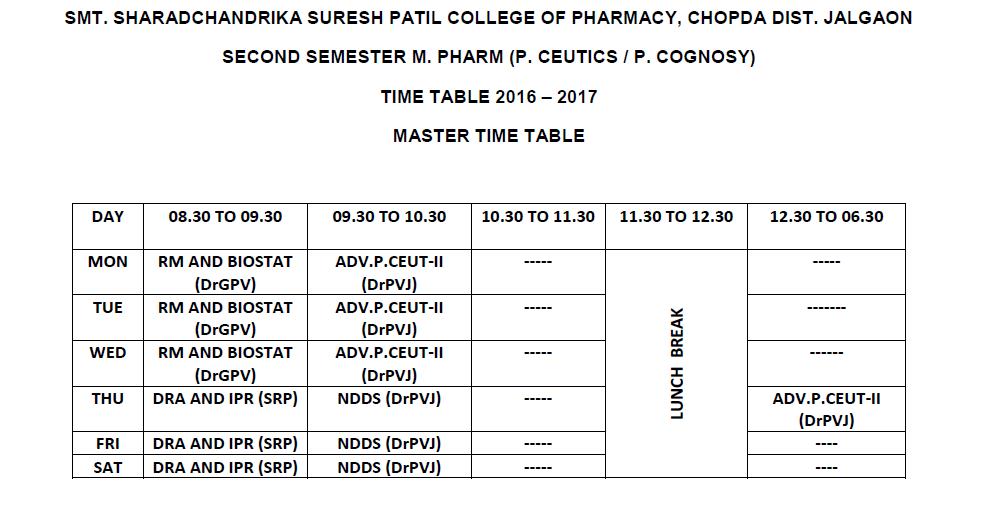 SMT. SHARADCHANDRIKA SURESH PATIL COLLEGE OF PHARMACY, CHOPDA DIST. JALGAON
SECOND SEMESTER M. PHARM (P. CEUTICS / P. COGNOSY)
TIME TABLE 2016 – 2017
MASTER TIME TABLE
DAY 08.30 TO 09.30 09.30 TO 10.30 10.30 TO 11.30 11.30 TO 12.30 12.30 TO 06.30
MON RM AND BIOSTAT ADV.P.CEUT-II ----- -----
(DrGPV) (DrPVJ)
TUE RM AND BIOSTAT ADV.P.CEUT-II ----- -------
(DrGPV) (DrPVJ)
WED RM AND BIOSTAT ADV.P.CEUT-II ----- ------
(DrGPV) (DrPVJ)
LUNCH BREAK
THU DRA AND IPR (SRP) NDDS (DrPVJ) ----- ADV.P.CEUT-II
(DrPVJ)
FRI DRA AND IPR (SRP) NDDS (DrPVJ) ----- ----
SAT DRA AND IPR (SRP) NDDS (DrPVJ) ----- ----